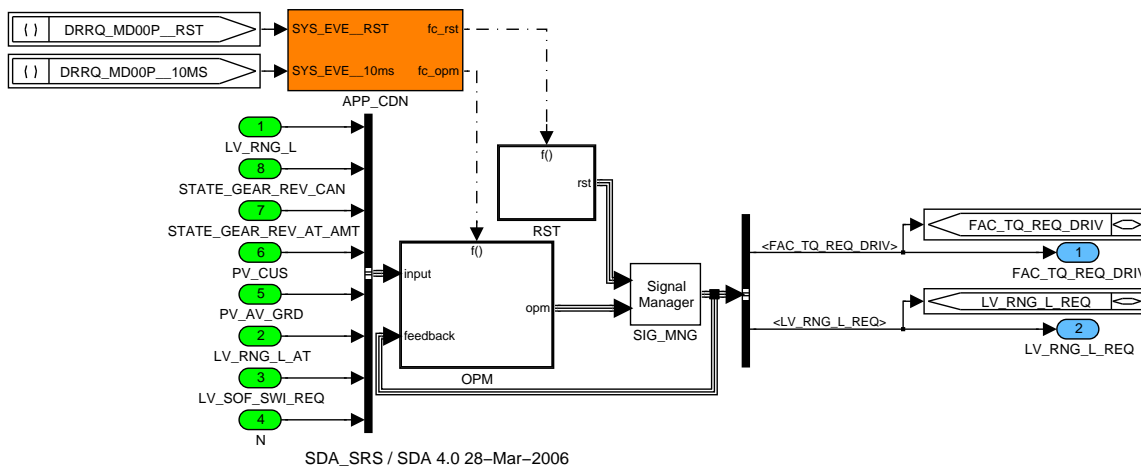 ( ) DRRQ_MD00P__RST
( ) DRRQ_MD00P__10MS
SYS_EVE__RST fc_rst
SYS_EVE__10ms fc_opm
APP_CDN
1
LV_RNG_L
8
STATE_GEAR_REV_CAN
7
STATE_GEAR_REV_AT_AMT
6
PV_CUS
5
PV_AV_GRD
2
LV_RNG_L_AT
3
LV_SOF_SWI_REQ
4
N
f()
rst
RST
f()
input
opm
feedback
OPM
Signal
Manager
SIG_MNG
<FAC_TQ_REQ_DRIV>
FAC_TQ_REQ_DRIV
1
FAC_TQ_REQ_DRIV
<LV_RNG_L_REQ>
LV_RNG_L_REQ
2
LV_RNG_L_REQ
SDA_SRS / SDA 4.0 28−Mar−2006